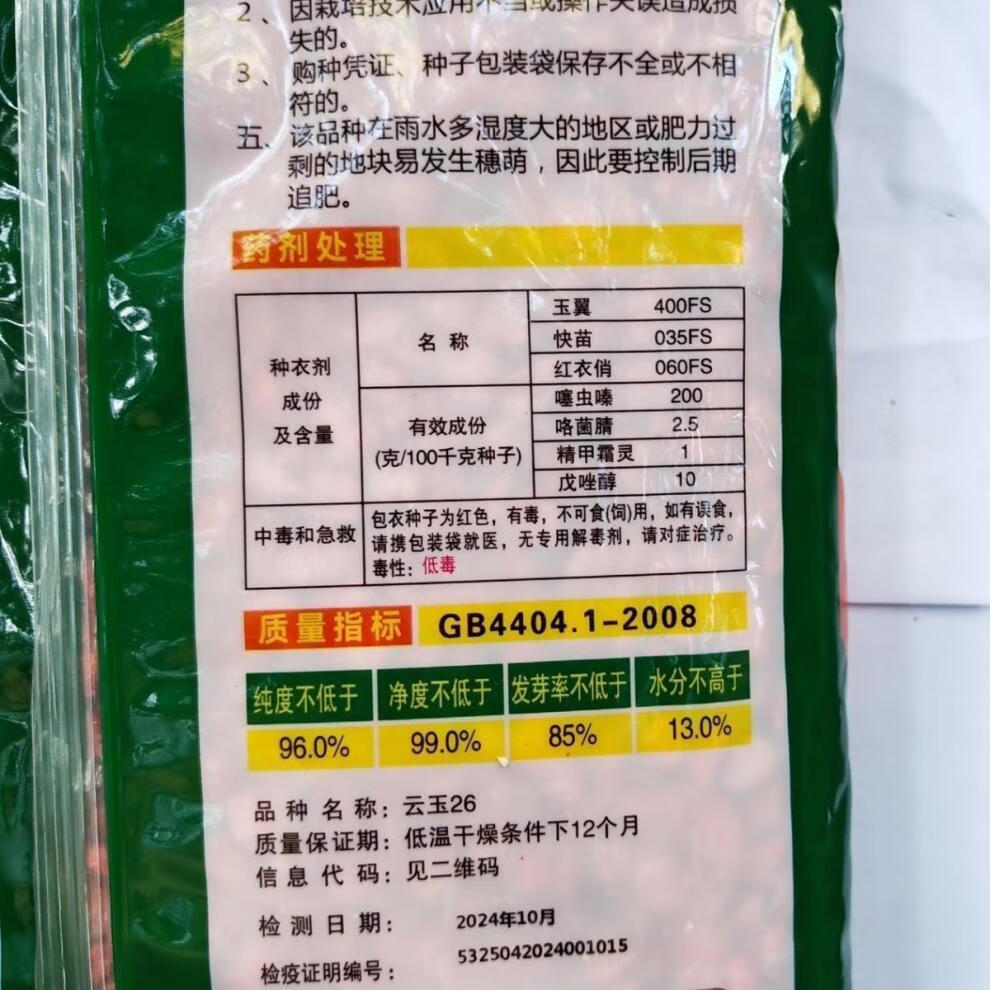 2、因栽培技术应用不当或操作失误造成损
失的。
3、购种凭证、种子包装袋保存不全或不相
符的。
五、该品种在雨水多湿度大的地区或肥力过
剩的地块易发生穗萌，因此要控制后期
追肥。
药剂处理
种衣剂
成份
及含量
名 称
玉翼 400FS
快苗 035FS
红衣俏 060FS
有效成份
(克/100千克种子)
噻虫嗪 200
咯菌腈 2.5
精甲霜灵 1
戊唑醇 10
中毒和急救
包衣种子为红色，有毒，不可食(饲)用，如有误食，
请携包装袋就医，无专用解毒剂，请对症治疗。
毒性：低毒
质量指标 GB4404.1-2008
纯度不低于 净度不低于 发芽率不低于 水分不高于
96.0% 99.0% 85% 13.0%
品种名称：云玉26
质量保证期：低温干燥条件下12个月
信息代码：见二维码
检测日期： 2024年10月
检疫证明编号： 5325042024001015